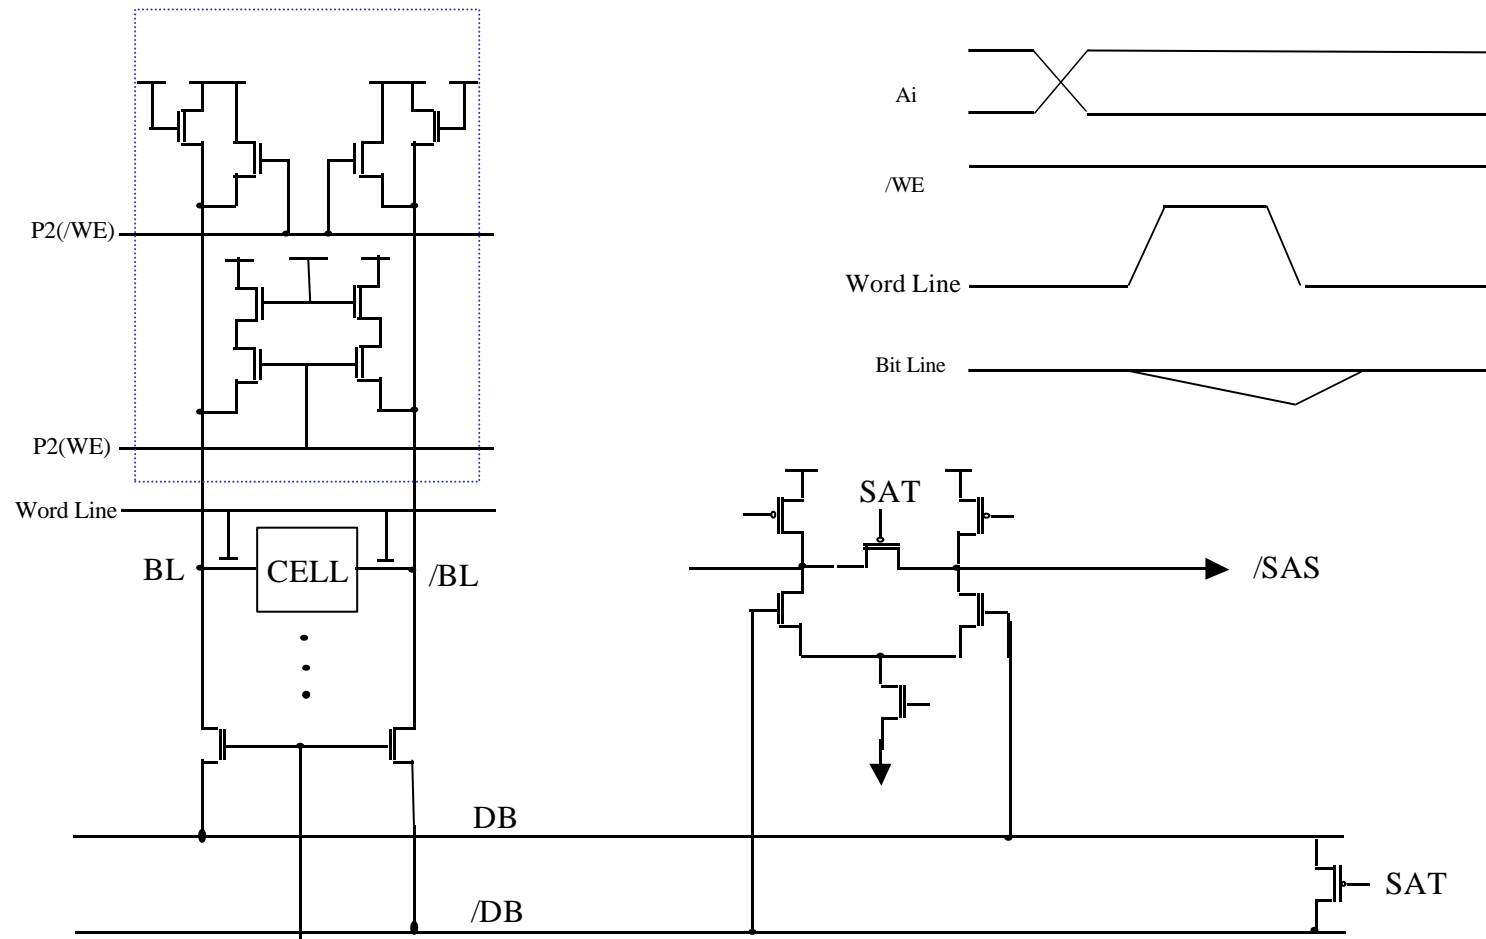 Ai
/WE
P2(/WE)
Word Line
Bit Line
P2(WE)
SAT
Word Line
BL
CELL
/BL
/SAS
DB
SAT
/DB